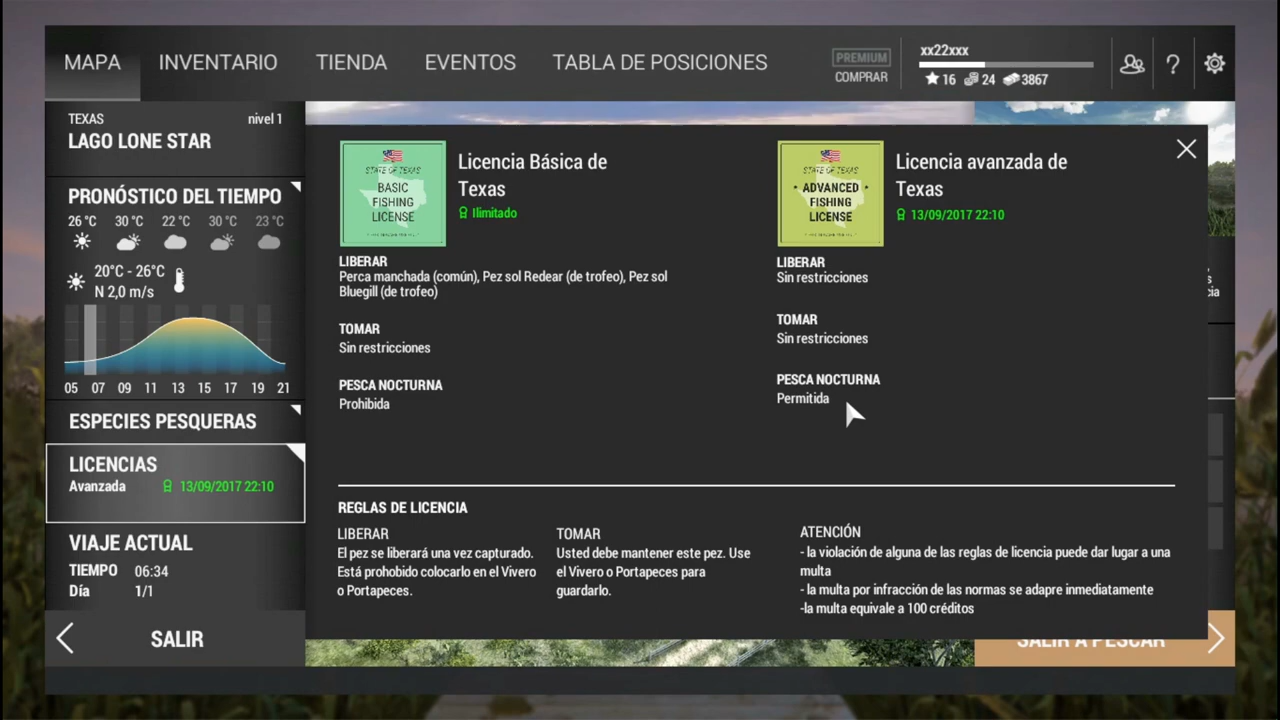 MAPA
INVENTARIO
TIENDA
EVENTOS
TABLA DE POSICIONES
PREMIUM
COMPRAR
xx22xxx
16 24 3867
?
TEXAS nivel 1
LAGO LONE STAR
PRONÓSTICO DEL TIEMPO
26 °C 30 °C 22 °C 30 °C 23 °C
20°C - 26°C
N 2,0 m/s
05 07 09 11 13 15 17 19 21
ESPECIES PESQUERAS
LICENCIAS
Avanzada 13/09/2017 22:10
VIAJE ACTUAL
TIEMPO 06:34
Día 1/1
SALIR
STATE OF TEXAS
BASIC
FISHING
LICENSE
Licencia Básica de
Texas
Ilimitado
LIBERAR
Perca manchada (común), Pez sol Redear (de trofeo), Pez sol
Bluegill (de trofeo)
TOMAR
Sin restricciones
PESCA NOCTURNA
Prohibida
STATE OF TEXAS
ADVANCED
FISHING
LICENSE
Licencia avanzada de
Texas
13/09/2017 22:10
LIBERAR
Sin restricciones
TOMAR
Sin restricciones
PESCA NOCTURNA
Permitida
REGLAS DE LICENCIA
LIBERAR
El pez se liberará una vez capturado.
Está prohobido colocarlo en el Vivero
o Portapeces.
TOMAR
Usted debe mantener este pez. Use
el Vivero o Portapeces para
guardarlo.
ATENCIÓN
- la violación de alguna de las reglas de licencia puede dar lugar a una
multa
- la multa por infracción de las normas se adapre inmediatamente
-la multa equivale a 100 créditos
SALIR A PESCAR